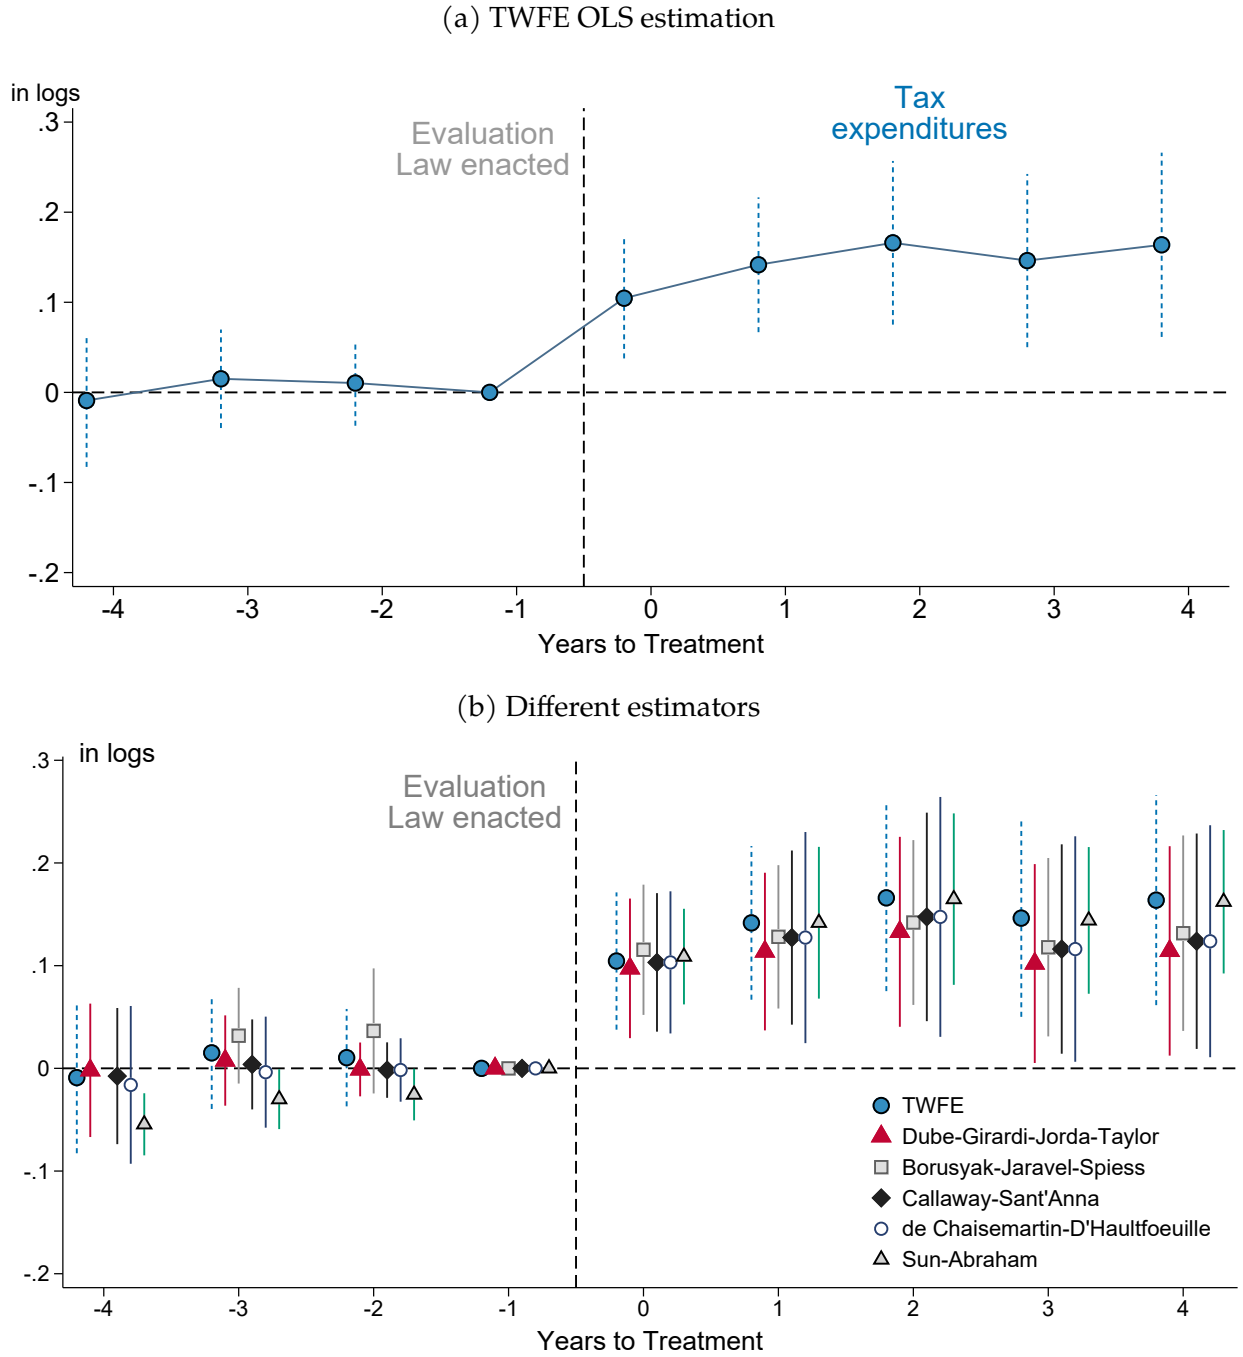 (a) TWFE OLS estimation
in logs
Tax
expenditures
Evaluation
Law enacted
.3
.2
.1
0
-.1
-.2
-4 -3 -2 -1 0 1 2 3 4
Years to Treatment
(b) Different estimators
in logs
Evaluation
Law enacted
.3
.2
.1
0
-.1
-.2
TWFE
Dube-Girardi-Jorda-Taylor
Borusyak-Jaravel-Spiess
Callaway-Sant'Anna
de Chaisemartin-D'Haultfoeuille
Sun-Abraham
-4 -3 -2 -1 0 1 2 3 4
Years to Treatment